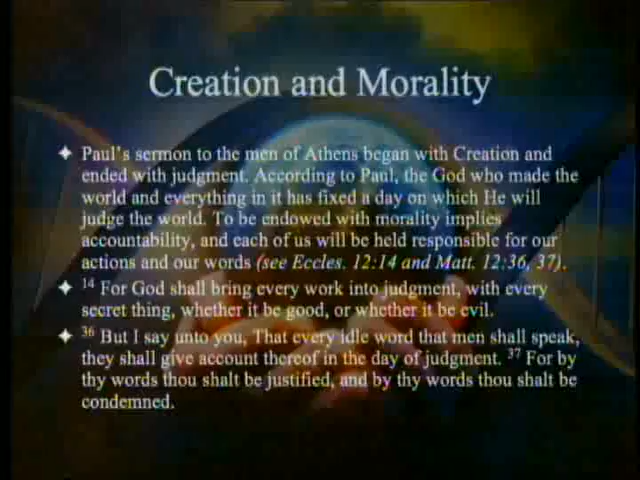 Creation and Morality
✦ Paul's sermon to the men of Athens began with Creation and
ended with judgment. According to Paul, the God who made the
world and everything in it has fixed a day on which He will
judge the world. To be endowed with morality implies
accountability, and each of us will be held responsible for our
actions and our words (see Eccles. 12:14 and Matt. 12:36, 37).
✦ 14 For God shall bring every work into judgment, with every
secret thing, whether it be good, or whether it be evil.
✦ 36 But I say unto you, That every idle word that men shall speak,
they shall give account thereof in the day of judgment. 37 For by
thy words thou shalt be justified, and by thy words thou shalt be
condemned.